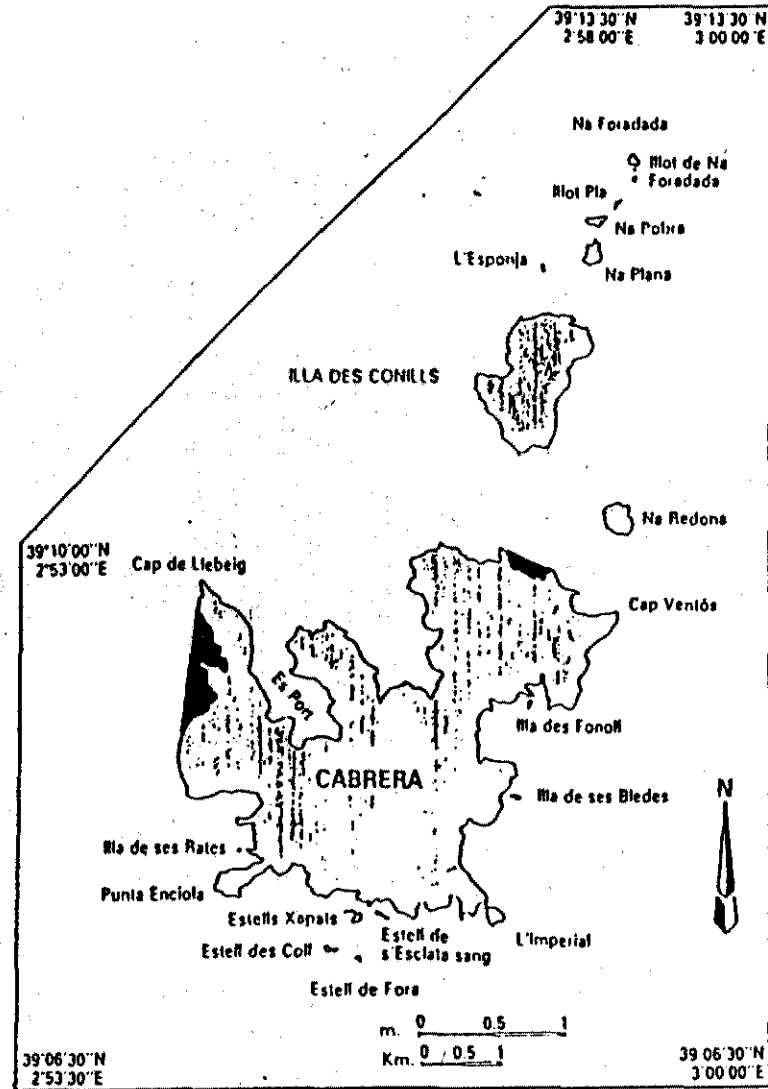 39°13'30''N
2°58'00''E
39°13'30''N
3°00'00''E
Na Foradada
Illot de Na
Foradada
Illot Pla
Na Pobra
L'Esponja
Na Plana
ILLA DES CONILLS
Na Redona
39°10'00''N
2°53'00''E
Cap de Llebeig
Cap Ventós
Es Port
Illa des Fonoll
CABRERA
Illa de ses Bledes
N
Illa de ses Rates
Punta Enciola
Estells Xapats
Estell de
s'Esclata sang
L'Imperial
Estell des Coll
Estell de Fora
m. 0 0.5 1
Km. 0 0.5 1
39°06'30''N
2°53'30''E
39°06'30''N
3°00'00''E